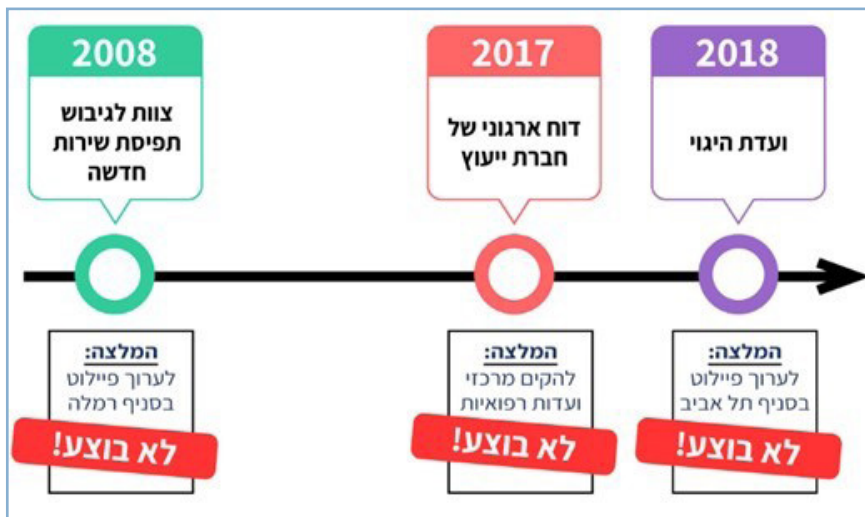 2008
צוות לגיבוש
תפיסת שירות
חדשה
המלצה:
לערוך פיילוט
בסניף רמלה
לא בוצע!
2017
דוח ארגוני של
חברת ייעוץ
המלצה:
להקים מרכזי
ועדות רפואיות
לא בוצע!
2018
ועדת היגוי
המלצה:
לערוך פיילוט
בסניף תל אביב
לא בוצע!